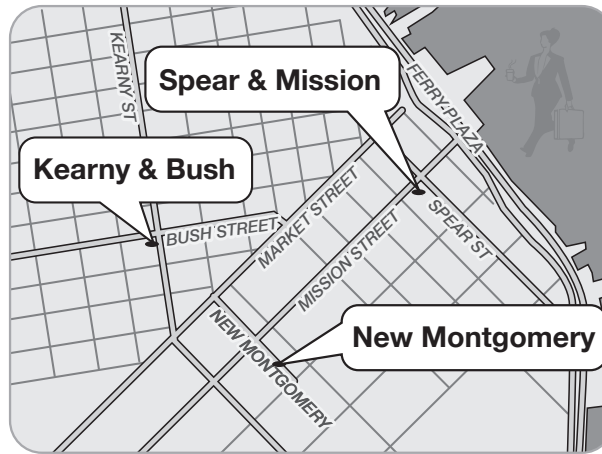 KEARNY ST
Spear & Mission
FERRY PLAZA
Kearny & Bush
BUSH STREET
MARKET STREET
MISSION STREET
SPEAR ST
NEW MONTGOMERY
New Montgomery